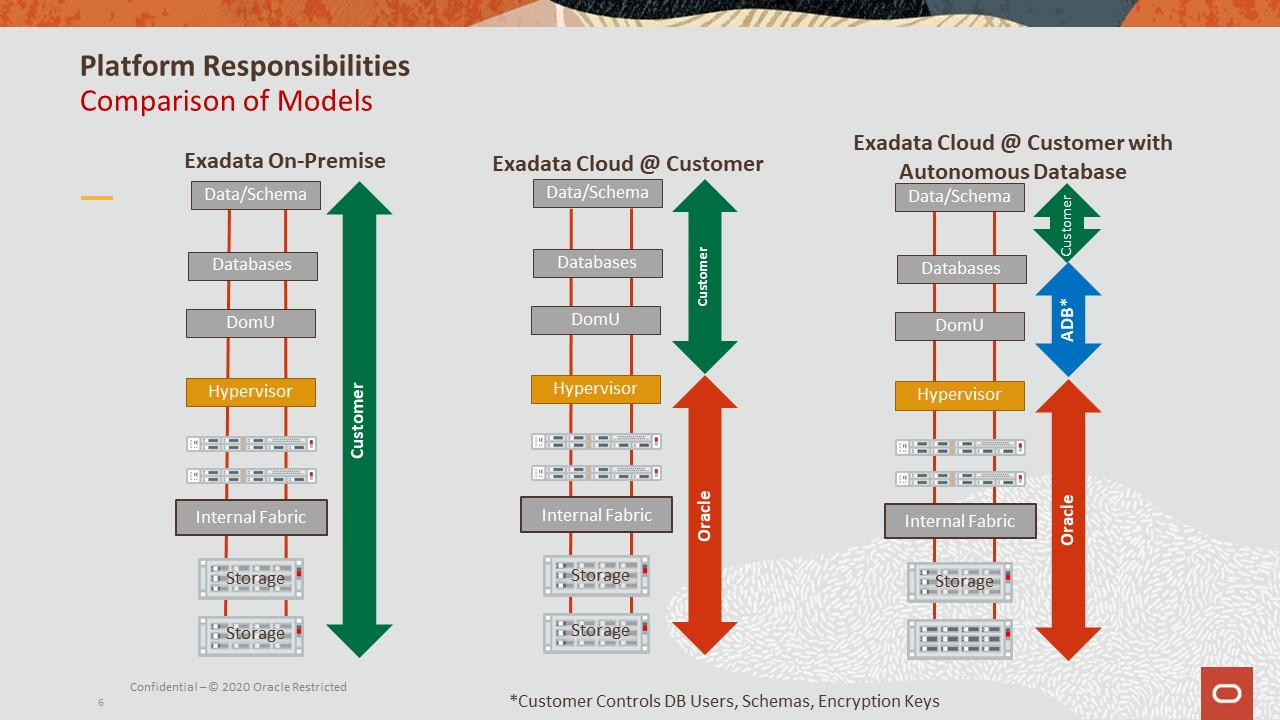 Platform Responsibilities
Comparison of Models
Exadata On-Premise
Data/Schema
Databases
DomU
Hypervisor
Internal Fabric
Storage
Storage
Customer
Exadata Cloud @ Customer
Data/Schema
Databases
DomU
Hypervisor
Internal Fabric
Storage
Storage
Customer
Oracle
Exadata Cloud @ Customer with
Autonomous Database
Data/Schema
Databases
DomU
Hypervisor
Internal Fabric
Storage
Customer
ADB*
Oracle
Confidential – © 2020 Oracle Restricted
6
*Customer Controls DB Users, Schemas, Encryption Keys